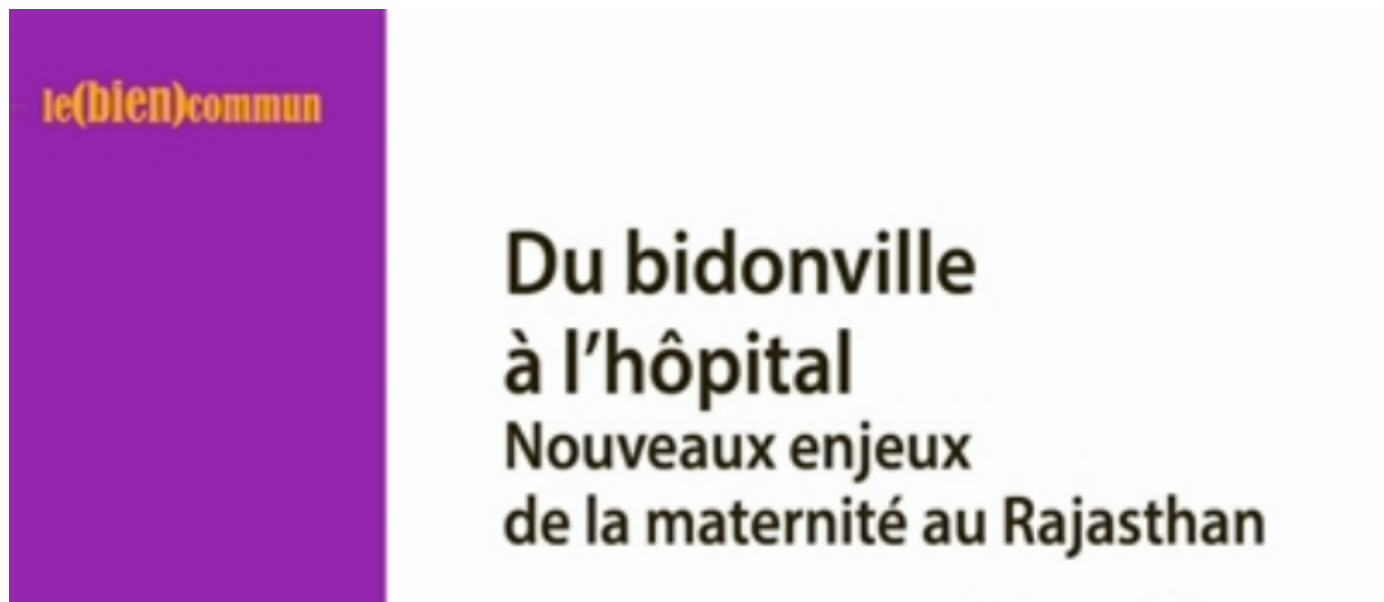 le(bien)commun
Du bidonville
à l’hôpital
Nouveaux enjeux
de la maternité au Rajasthan